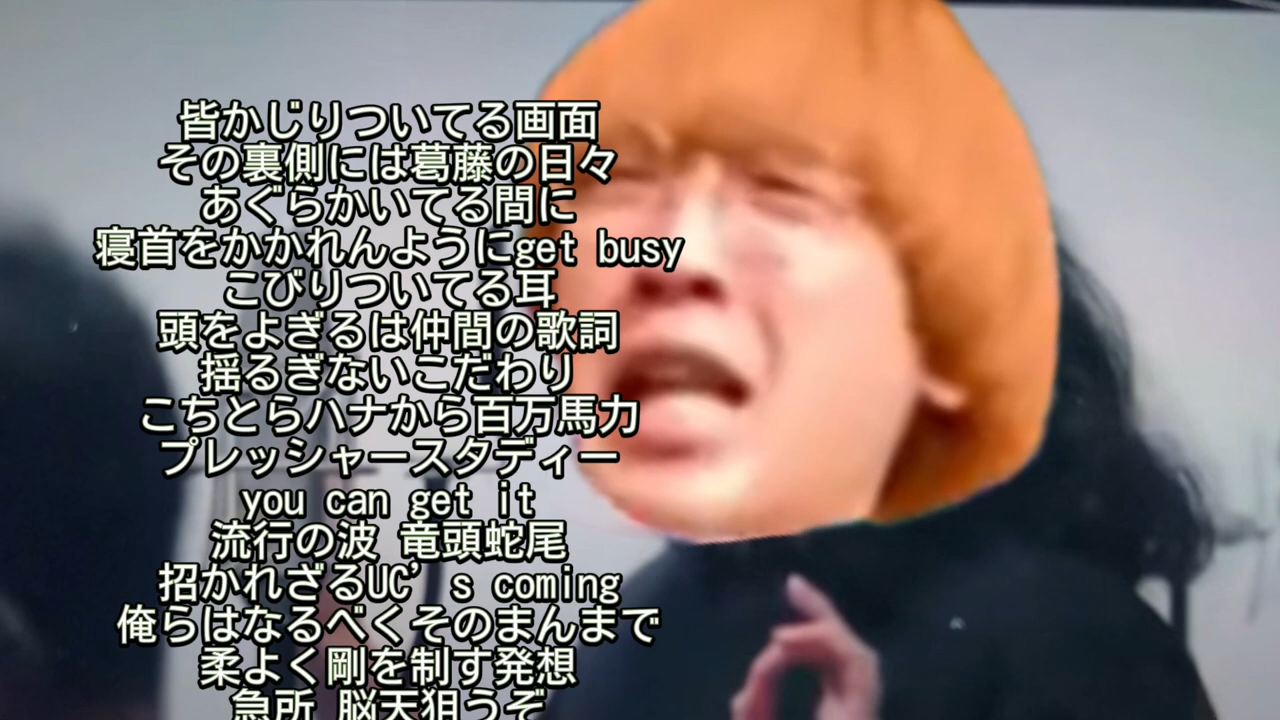 皆かじりついてる画面
その裏側には葛藤の日々
あぐらかいてる間に
寝首をかかれんようにget busy
こびりついてる耳
頭をよぎるは仲間の歌詞
揺るぎないこだわり
こちとらハナから百万馬力
プレッシャースタディー
you can get it
流行の波 竜頭蛇尾
招かれざるUC’s coming
俺らはなるべくそのまんまで
柔よく剛を制す発想
急所 脳天狙うぞ